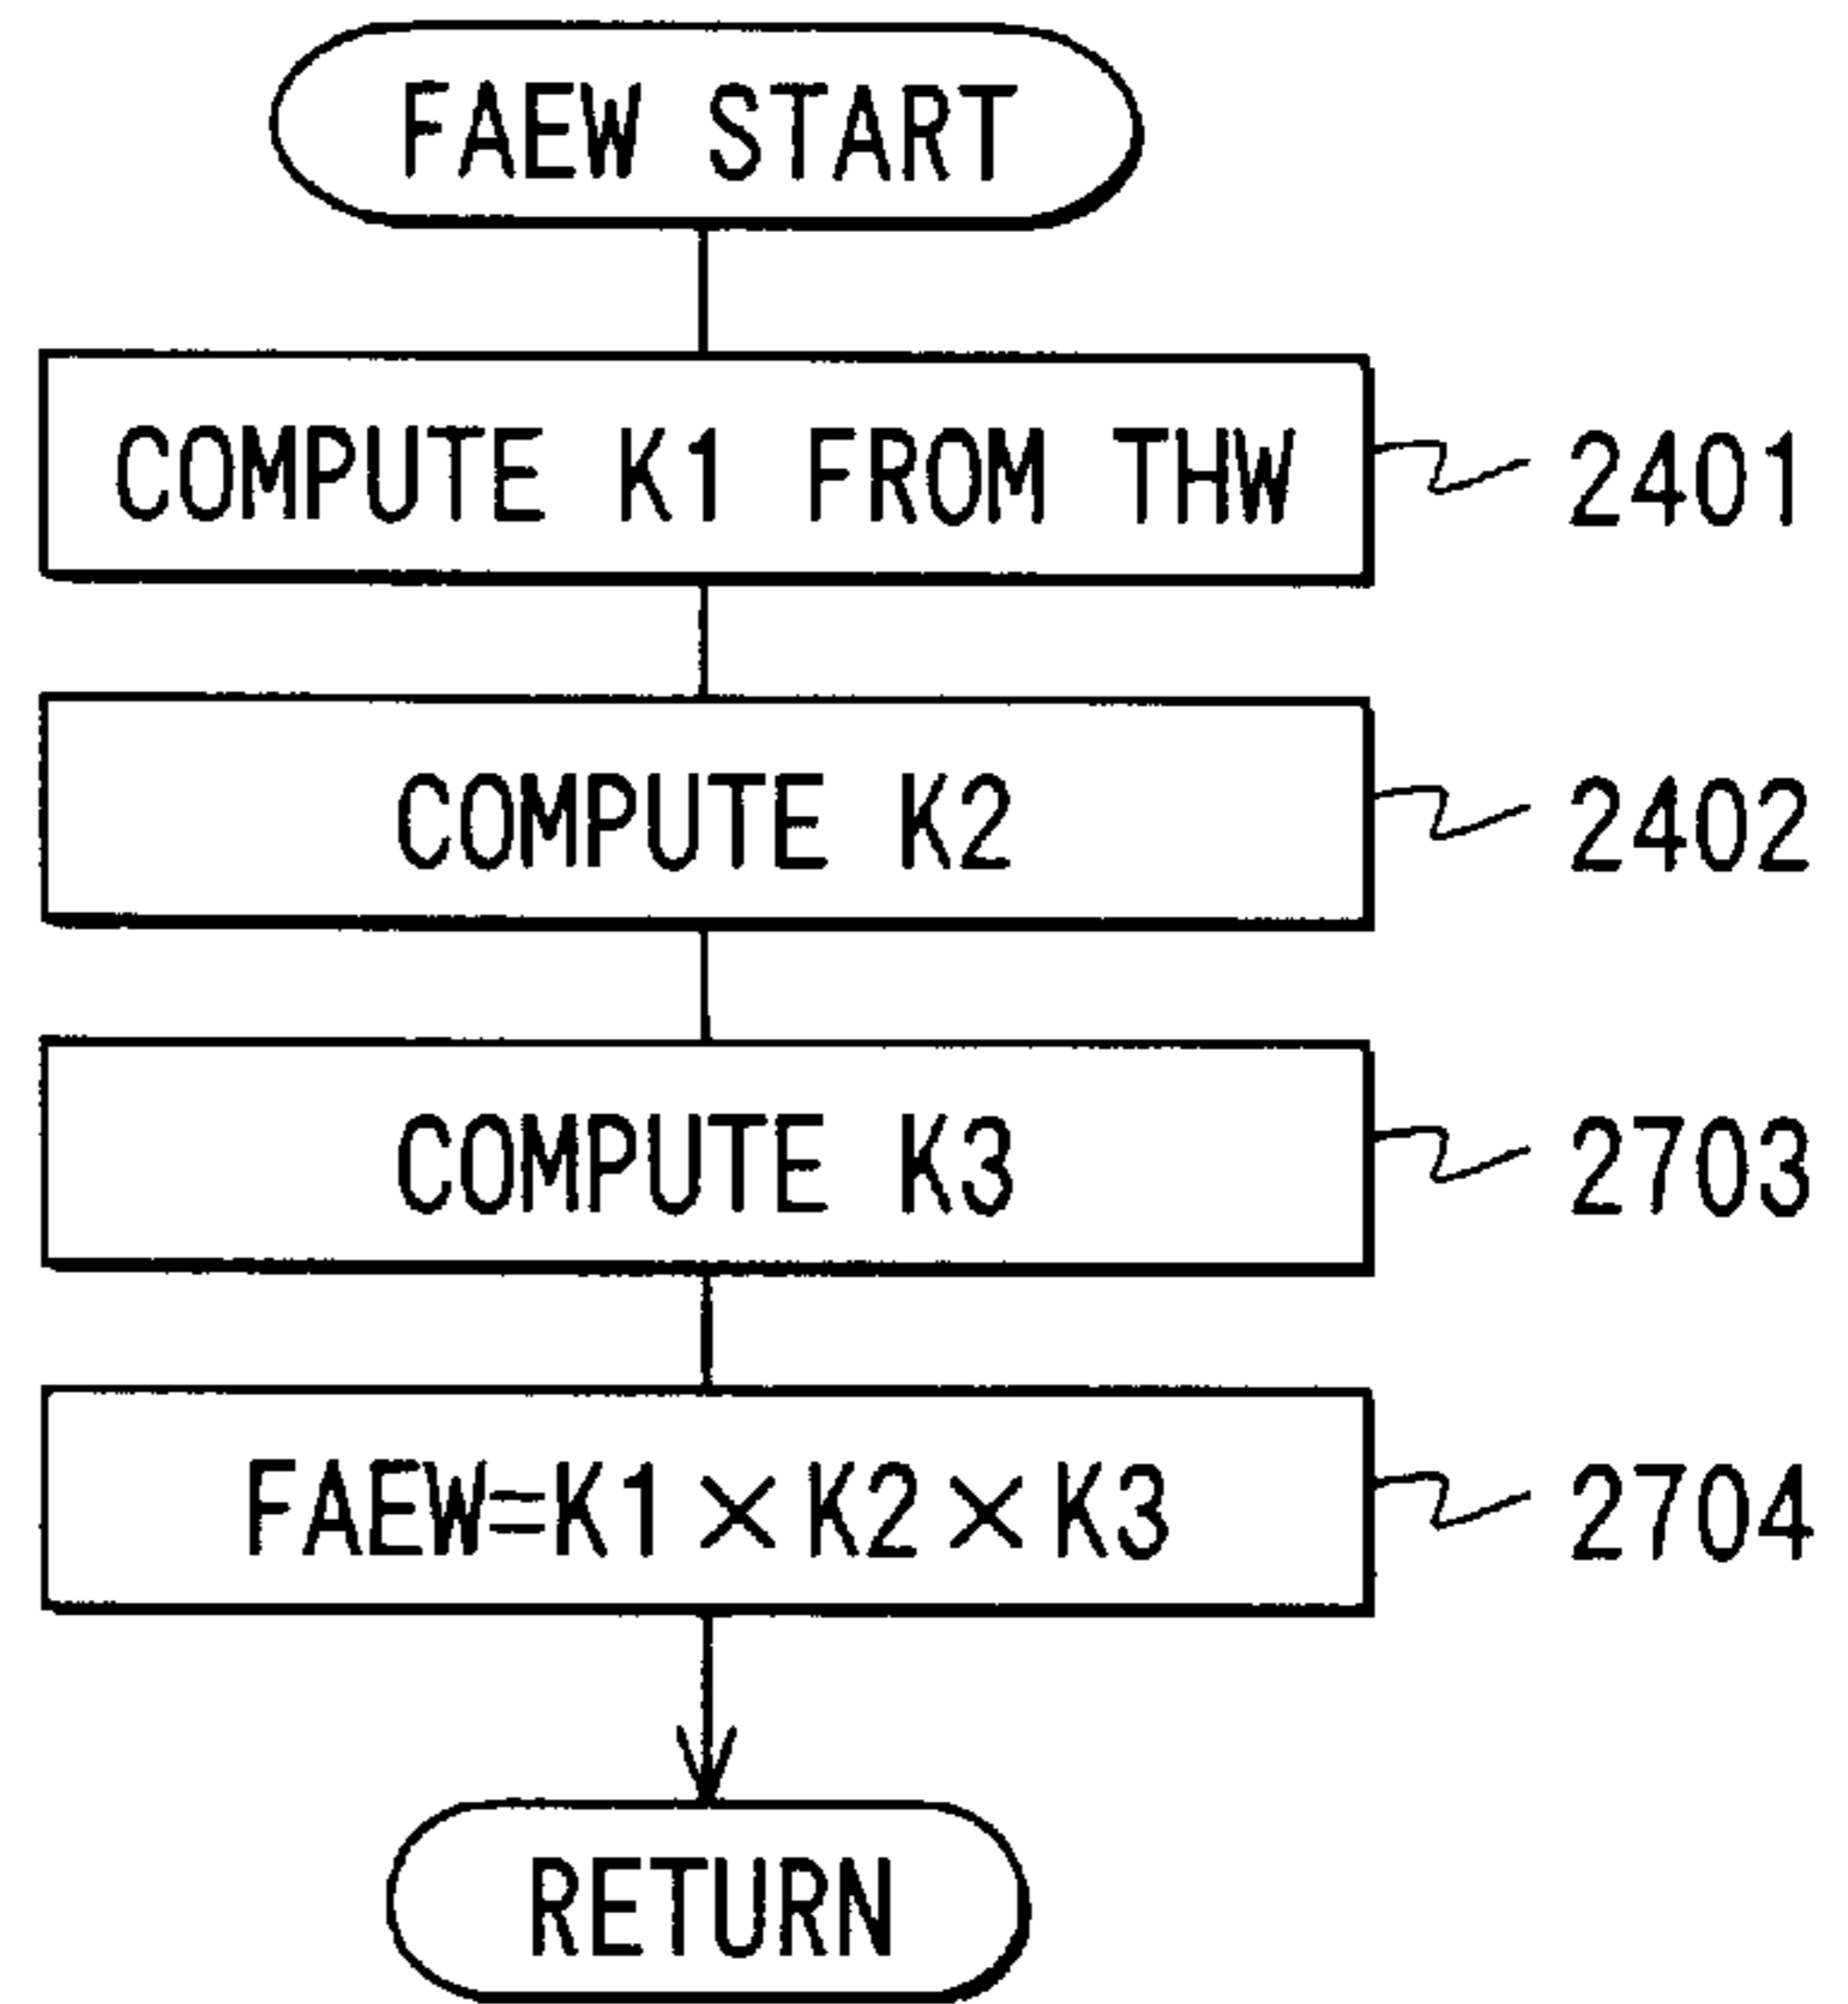 FAEW START
COMPUTE K1 FROM THW 2401
COMPUTE K2 2402
COMPUTE K3 2703
FAEW=K1×K2×K3 2704
RETURN